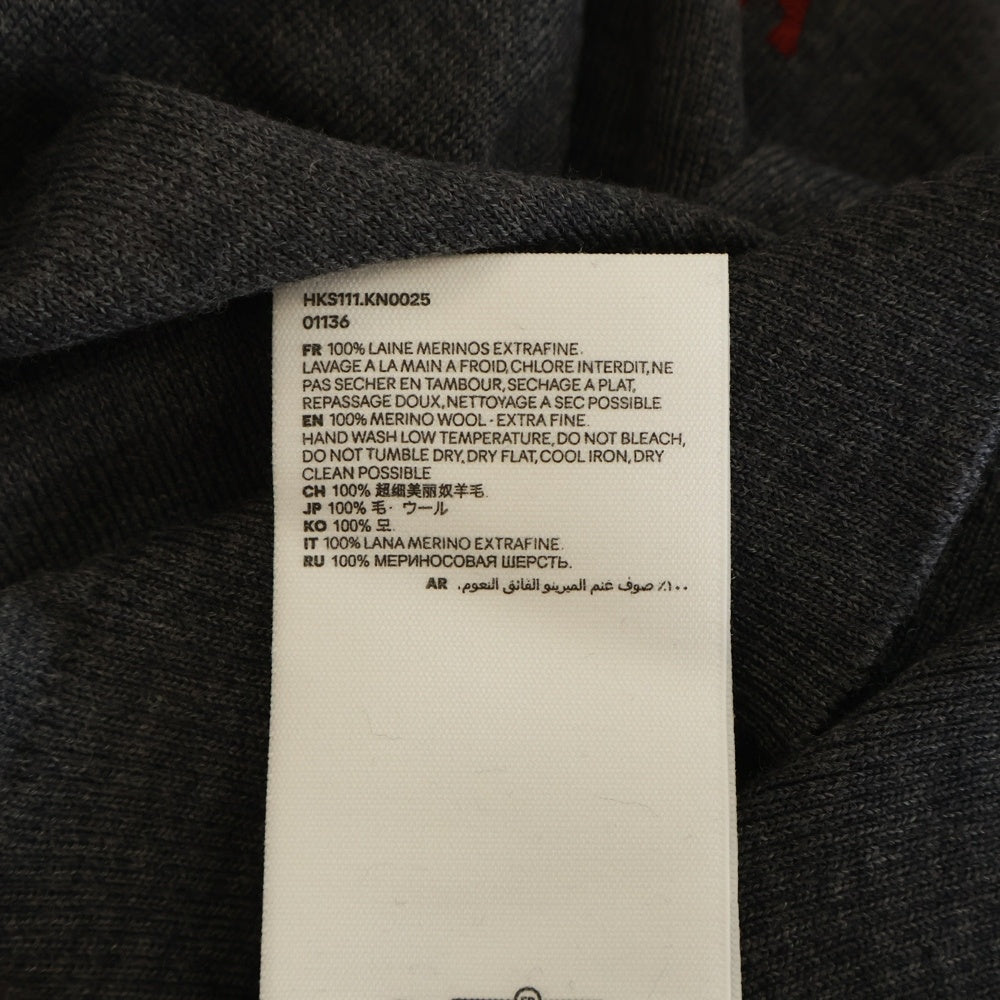 HKS111.KN0025
01136
FR 100% LAINE MERINOS EXTRAFINE.
LAVAGE A LA MAIN A FROID, CHLORE INTERDIT, NE
PAS SECHER EN TAMBOUR, SECHAGE A PLAT,
REPASSAGE DOUX, NETTOYAGE A SEC POSSIBLE
EN 100% MERINO WOOL - EXTRA FINE.
HAND WASH LOW TEMPERATURE, DO NOT BLEACH,
DO NOT TUMBLE DRY, DRY FLAT, COOL IRON, DRY
CLEAN POSSIBLE
CH 100% 超细美丽奴羊毛.
JP 100% 毛・ウール
KO 100% 모.
IT 100% LANA MERINO EXTRAFINE.
RU 100% МЕРИНОСОВАЯ ШЕРСТЬ.
AR ١٠٠٪ صوف غنم الميرينو الفائق النعوم.